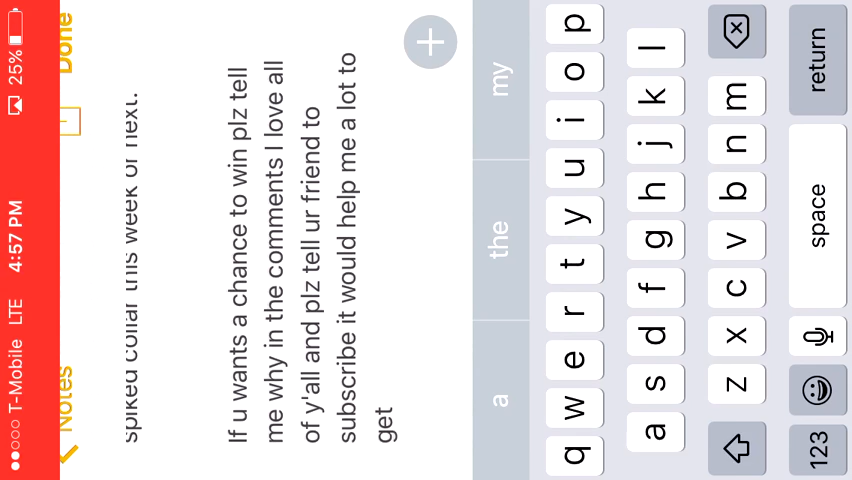 T-Mobile LTE 4:57 PM 25%
Notes Done
spiked collar this week or next.
If u wants a chance to win plz tell
me why in the comments I love all
of y'all and plz tell ur friend to
subscribe it would help me a lot to
get
a the my
q w e r t y u i o p
a s d f g h j k l
z x c v b n m
123 space return